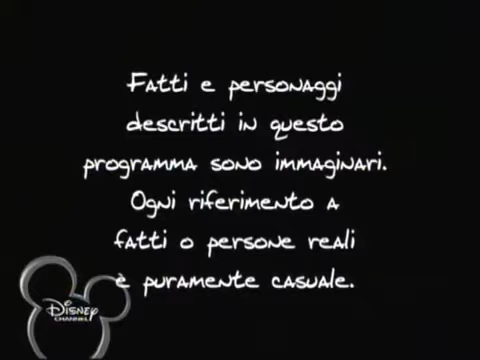 Fatti e personaggi
descritti in questo
programma sono immaginari.
Ogni riferimento a
fatti o persone reali
è puramente casuale.
Disney
CHANNEL